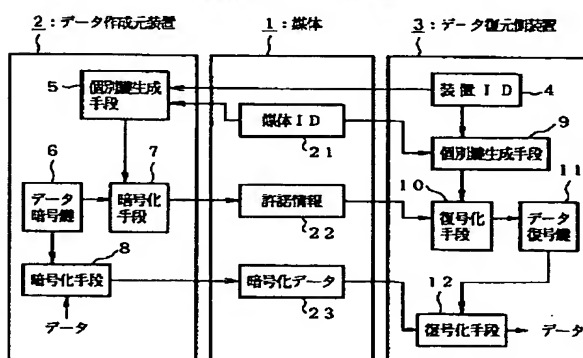 2：データ作成元装置
1：媒体
3：データ復元側装置
5
個別鍵生成
手段
装置ID
4
媒体ID
21
9
個別鍵生成手段
6
7
データ
暗号鍵
暗号化
手段
許諾情報
22
10
復号化
手段
11
データ
復号鍵
8
暗号化手段
暗号化データ
23
12
復号化手段
データ
データ